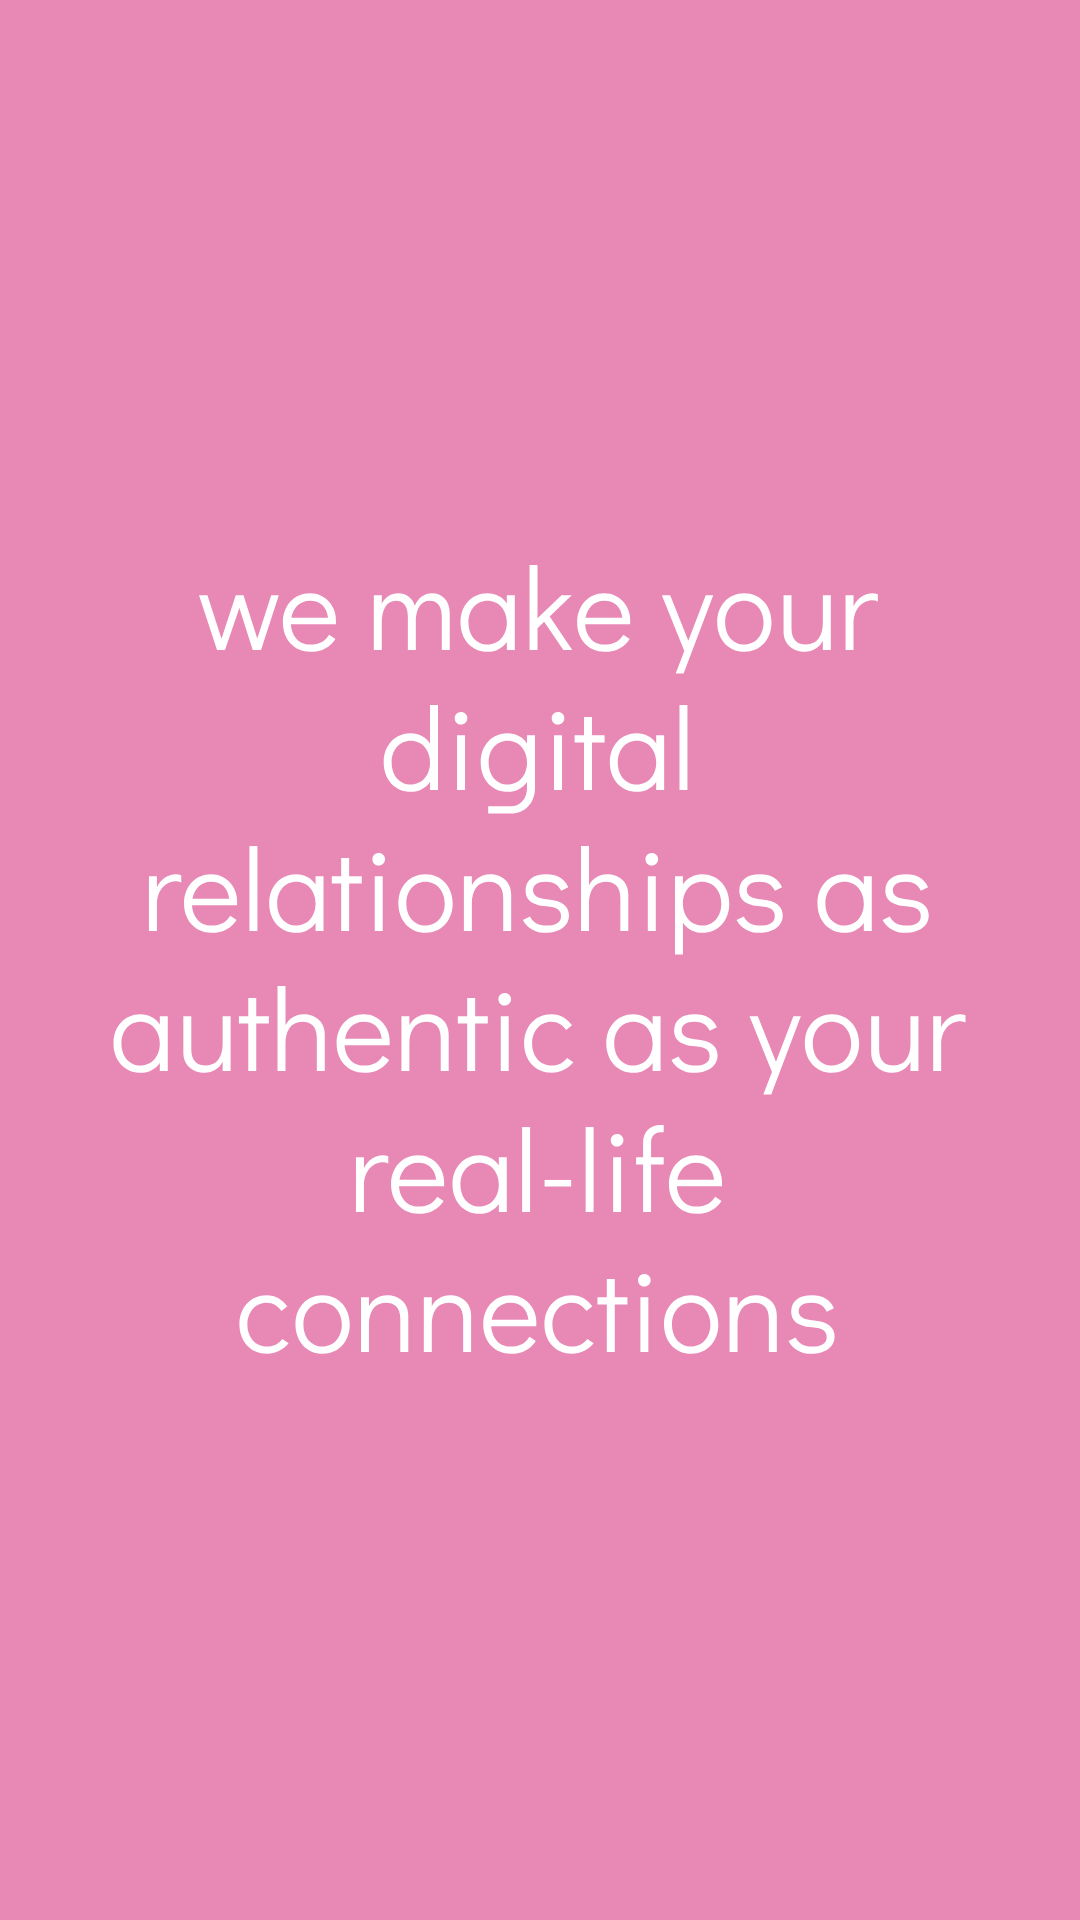 we make your
digital
relationships as
authentic as your
real-life
connections